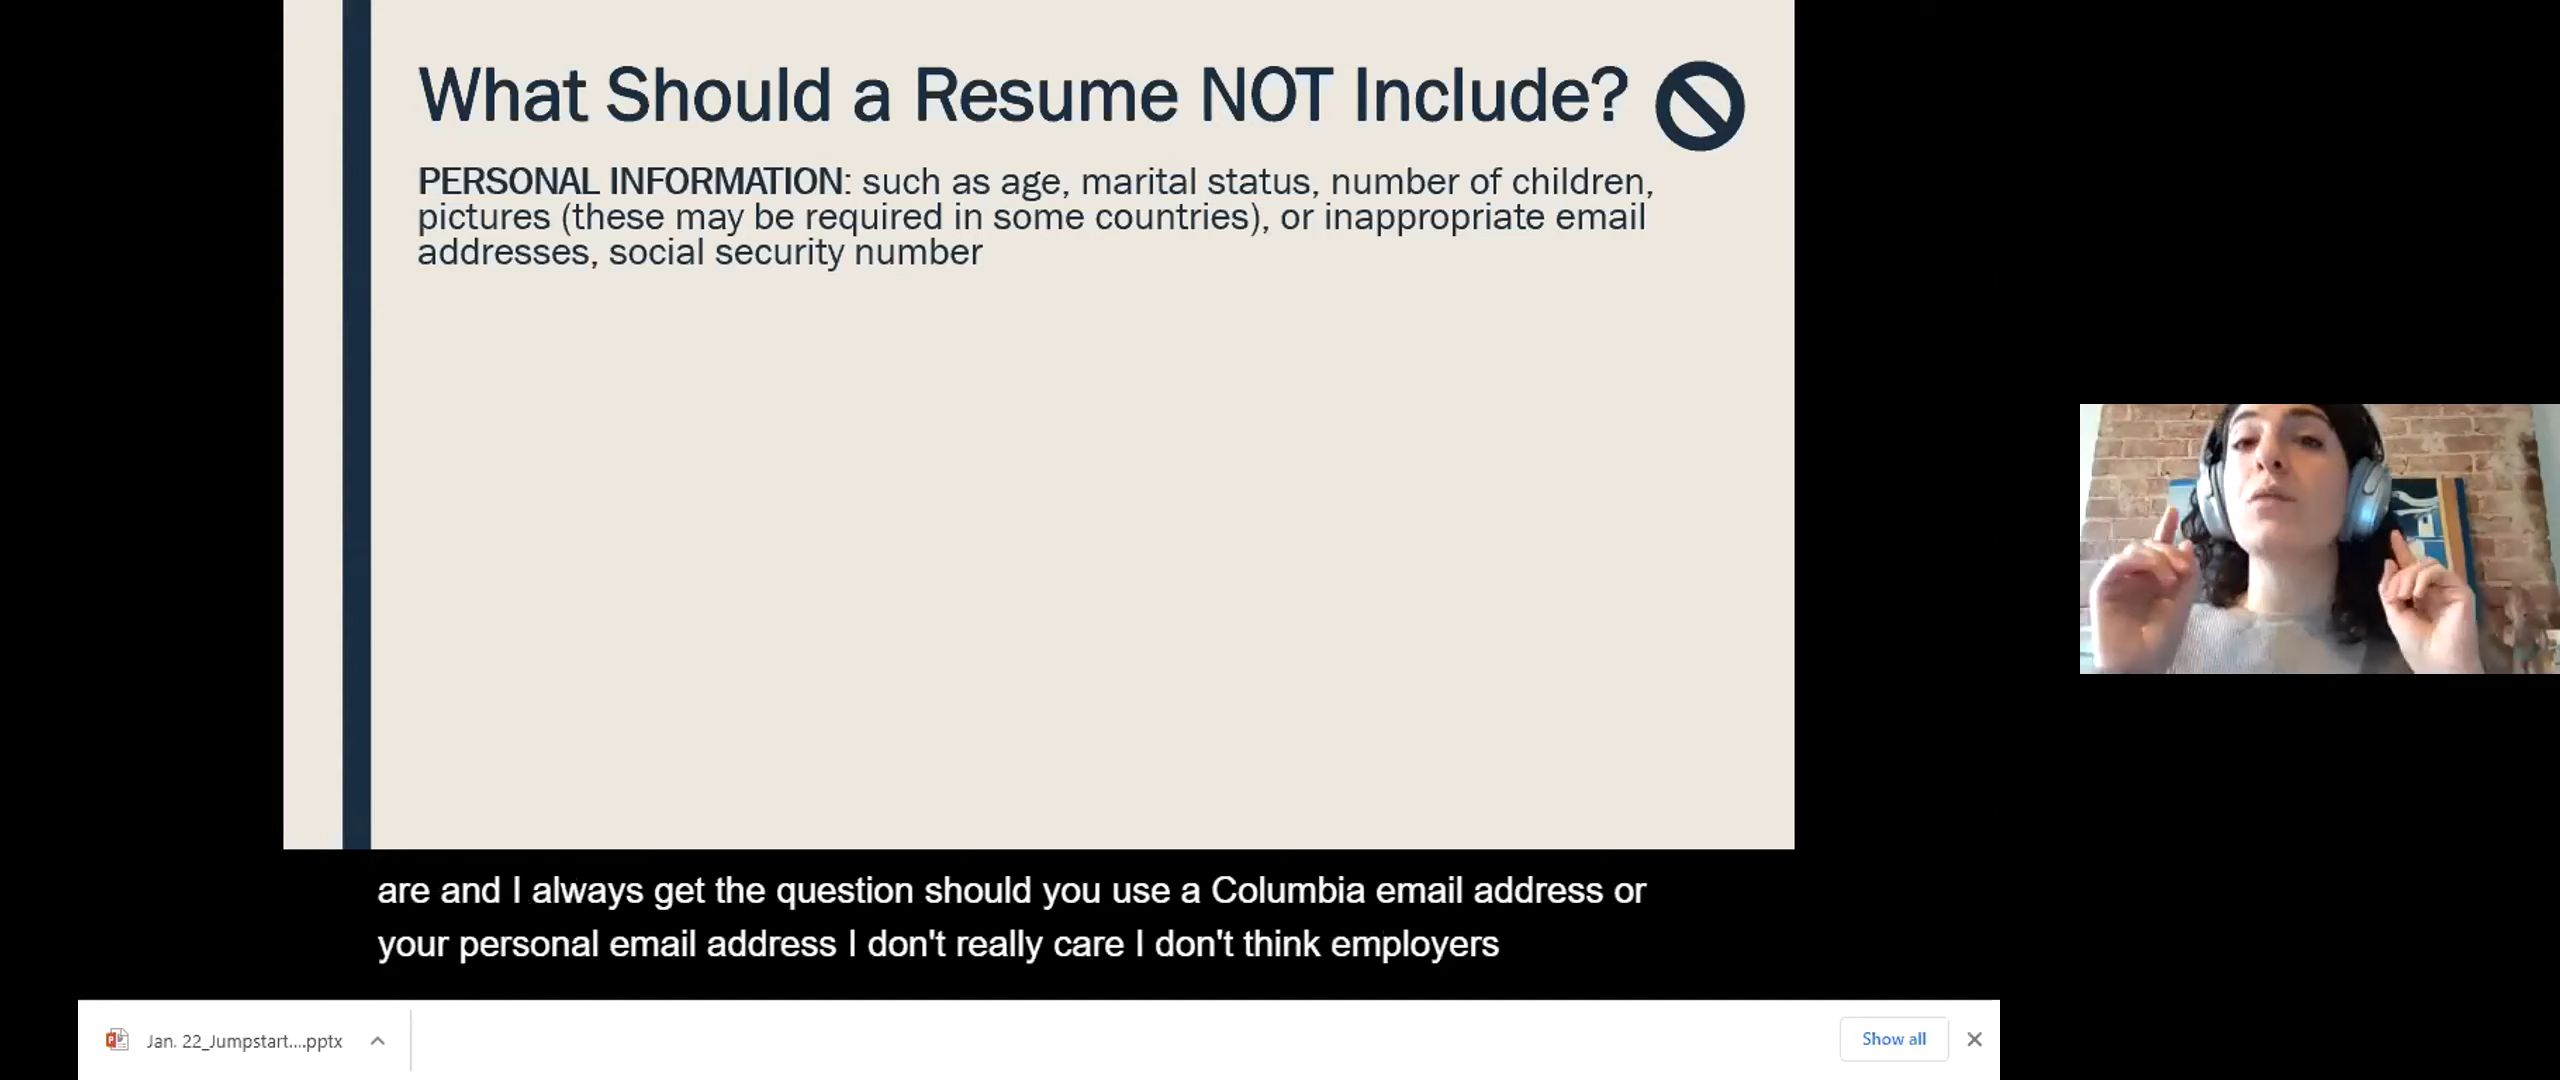 What Should a Resume NOT Include?
PERSONAL INFORMATION: such as age, marital status, number of children,
pictures (these may be required in some countries), or inappropriate email
addresses, social security number
are and I always get the question should you use a Columbia email address or
your personal email address I don't really care I don't think employers
Jan. 22_Jumpstart....pptx
Show all